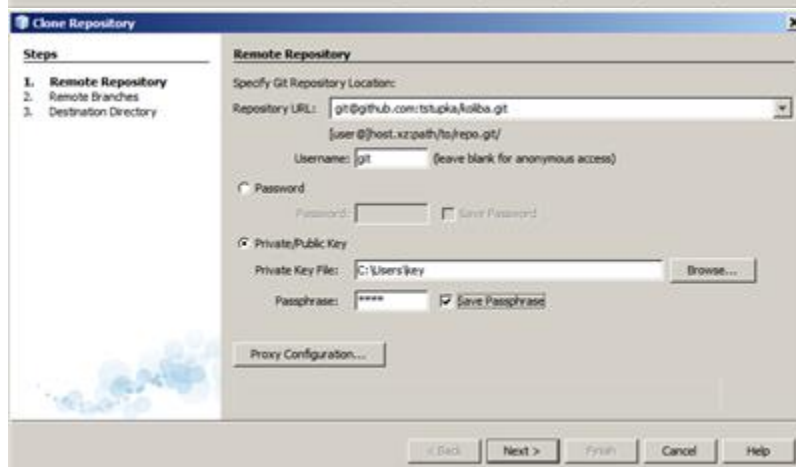 Clone Repository
Steps
1. Remote Repository
2. Remote Branches
3. Destination Directory
Remote Repository
Specify Git Repository Location:
Repository URL: git@github.com:tstupka/koliba.git
[user@]host.xz:path/to/repo.git/
Username: git (leave blank for anonymous access)
Password
Password: Save Password
Private/Public Key
Private Key File: C:\Users\key Browse...
Passphrase: **** Save Passphrase
Proxy Configuration...
< Back Next > Finish Cancel Help